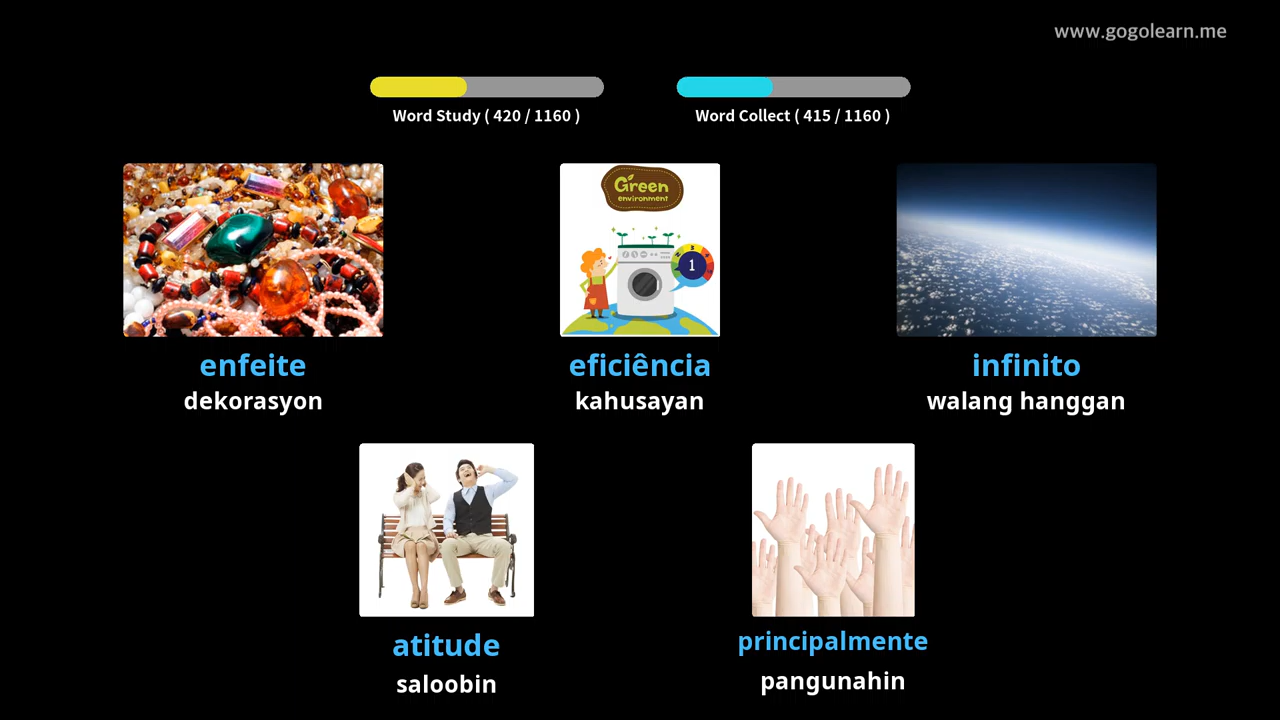 www.gogolearn.me
Word Study ( 420 / 1160 )
Word Collect ( 415 / 1160 )
Green
environment
1
enfeite
dekorasyon
eficiência
kahusayan
infinito
walang hanggan
atitude
saloobin
principalmente
pangunahin